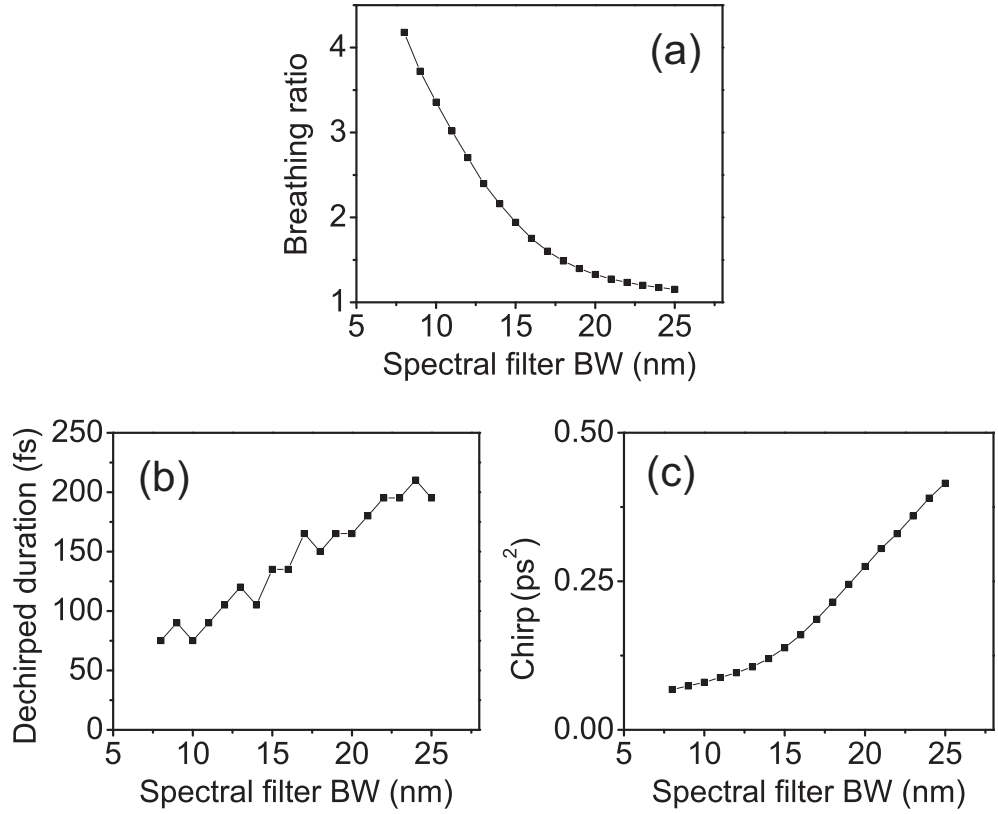 (a)
Breathing ratio
4
3
2
1
5 10 15 20 25
Spectral filter BW (nm)
(b)
Dechirped duration (fs)
250
200
150
100
50
0
5 10 15 20 25
Spectral filter BW (nm)
(c)
Chirp (ps²)
0.50
0.25
0.00
5 10 15 20 25
Spectral filter BW (nm)